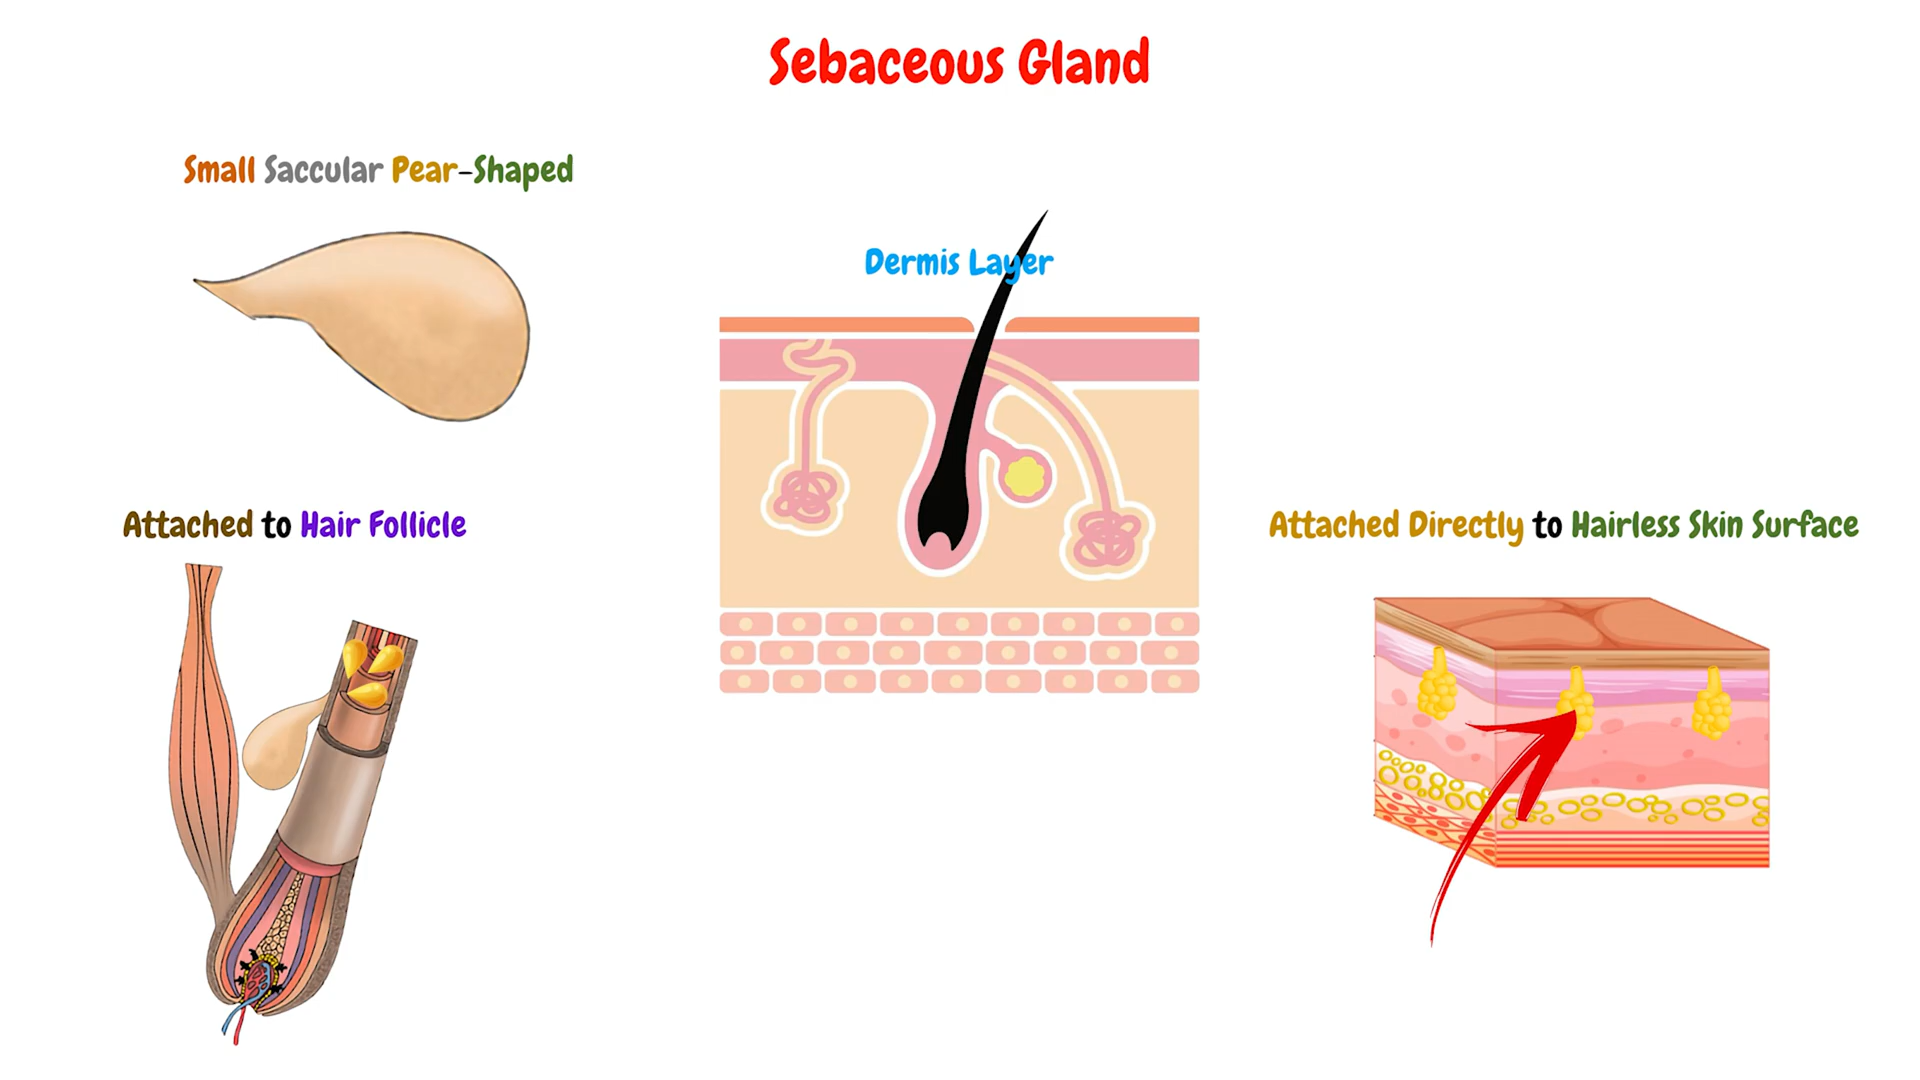 Sebaceous Gland
Small Saccular Pear-Shaped
Dermis Layer
Attached to Hair Follicle
Attached Directly to Hairless Skin Surface